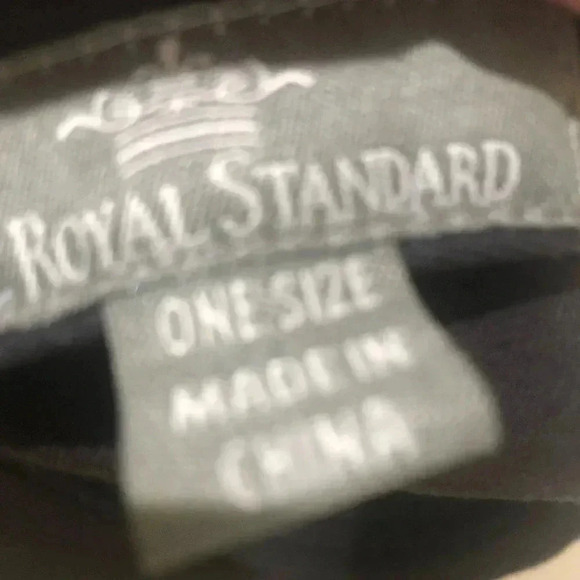 ROYAL STANDARD
ONE SIZE
MADE IN
CHINA